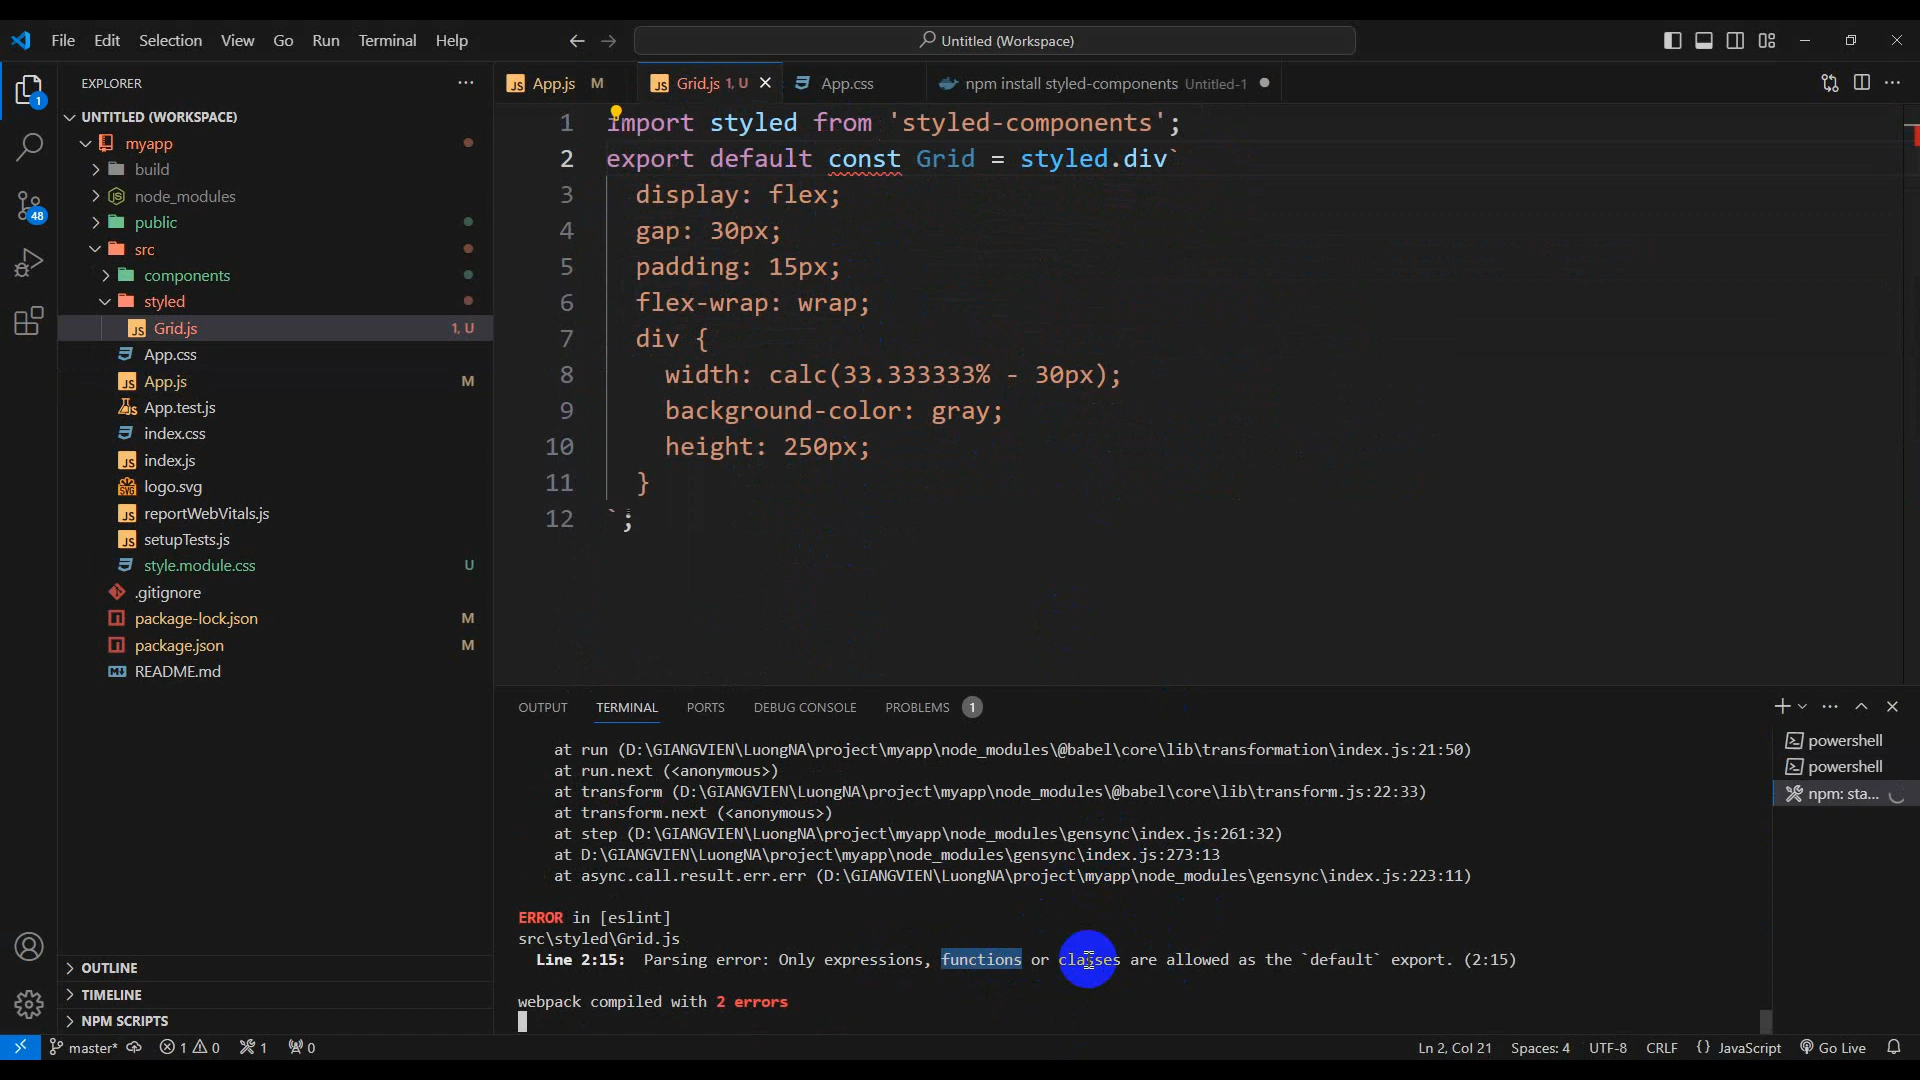 File Edit Selection View Go Run Terminal Help
Untitled (Workspace)
EXPLORER
UNTITLED (WORKSPACE)
myapp
build
node_modules
public
src
components
styled
Grid.js 1, U
App.css
App.js M
App.test.js
index.css
index.js
logo.svg
reportWebVitals.js
setupTests.js
style.module.css U
.gitignore
package-lock.json M
package.json M
README.md
OUTLINE
TIMELINE
NPM SCRIPTS
1
48
App.js M
Grid.js 1, U
App.css
npm install styled-components Untitled-1
1 import styled from 'styled-components';
2 export default const Grid = styled.div`
3 display: flex;
4 gap: 30px;
5 padding: 15px;
6 flex-wrap: wrap;
7 div {
8 width: calc(33.333333% - 30px);
9 background-color: gray;
10 height: 250px;
11 }
12 `;
OUTPUT TERMINAL PORTS DEBUG CONSOLE PROBLEMS 1
at run (D:\GIANGVIEN\LuongNA\project\myapp\node_modules\@babel\core\lib\transformation\index.js:21:50)
at run.next (<anonymous>)
at transform (D:\GIANGVIEN\LuongNA\project\myapp\node_modules\@babel\core\lib\transform.js:22:33)
at transform.next (<anonymous>)
at step (D:\GIANGVIEN\LuongNA\project\myapp\node_modules\gensync\index.js:261:32)
at D:\GIANGVIEN\LuongNA\project\myapp\node_modules\gensync\index.js:273:13
at async.call.result.err.err (D:\GIANGVIEN\LuongNA\project\myapp\node_modules\gensync\index.js:223:11)
ERROR in [eslint]
src\styled\Grid.js
Line 2:15: Parsing error: Only expressions, functions or classes are allowed as the `default` export. (2:15)
webpack compiled with 2 errors
powershell
powershell
npm: sta...
master* 1 0 1 0
Ln 2, Col 21 Spaces: 4 UTF-8 CRLF { } JavaScript Go Live